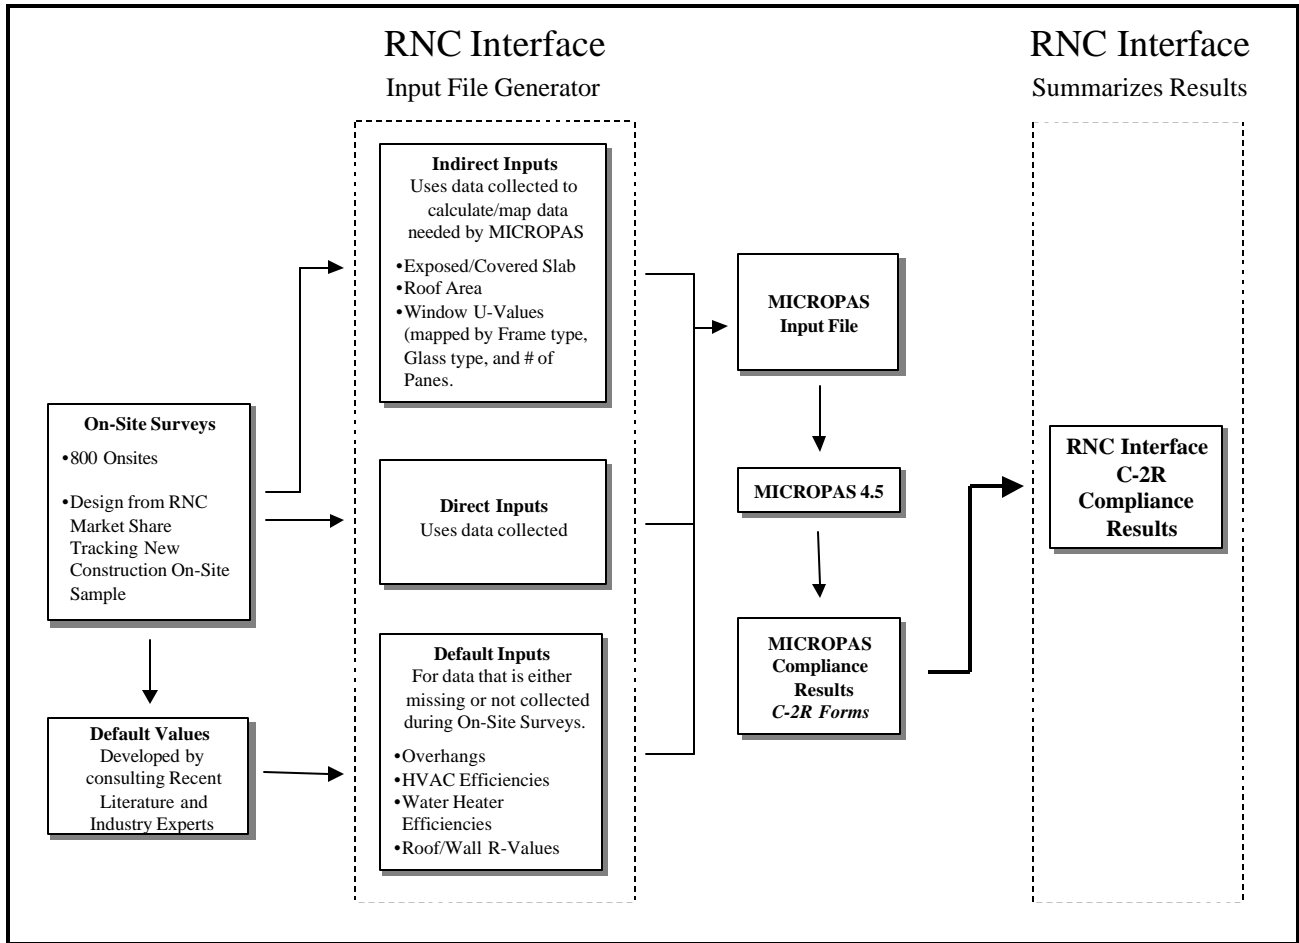 RNC Interface
Input File Generator
RNC Interface
Summarizes Results
Indirect Inputs
Uses data collected to
calculate/map data
needed by MICROPAS
•Exposed/Covered Slab
•Roof Area
•Window U-Values
(mapped by Frame type,
Glass type, and # of
Panes.
On-Site Surveys
•800 Onsites
•Design from RNC
Market Share
Tracking New
Construction On-Site
Sample
Direct Inputs
Uses data collected
Default Values
Developed by
consulting Recent
Literature and
Industry Experts
Default Inputs
For data that is either
missing or not collected
during On-Site Surveys.
•Overhangs
•HVAC Efficiencies
•Water Heater
Efficiencies
•Roof/Wall R-Values
MICROPAS
Input File
MICROPAS 4.5
MICROPAS
Compliance
Results
C-2R Forms
RNC Interface
C-2R
Compliance
Results